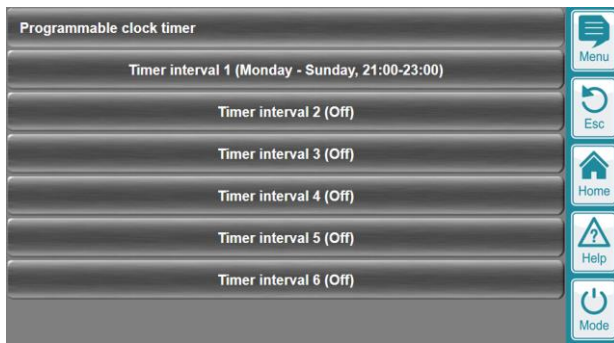 Programmable clock timer
Timer interval 1 (Monday - Sunday, 21:00-23:00)
Timer interval 2 (Off)
Timer interval 3 (Off)
Timer interval 4 (Off)
Timer interval 5 (Off)
Timer interval 6 (Off)
Menu
Esc
Home
?
Help
Mode